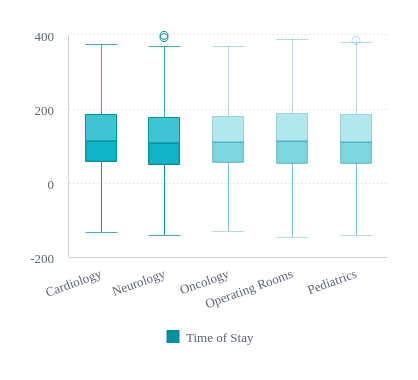 400
200
0
-200
Cardiology
Neurology
Oncology
Operating Rooms
Pediatrics
Time of Stay